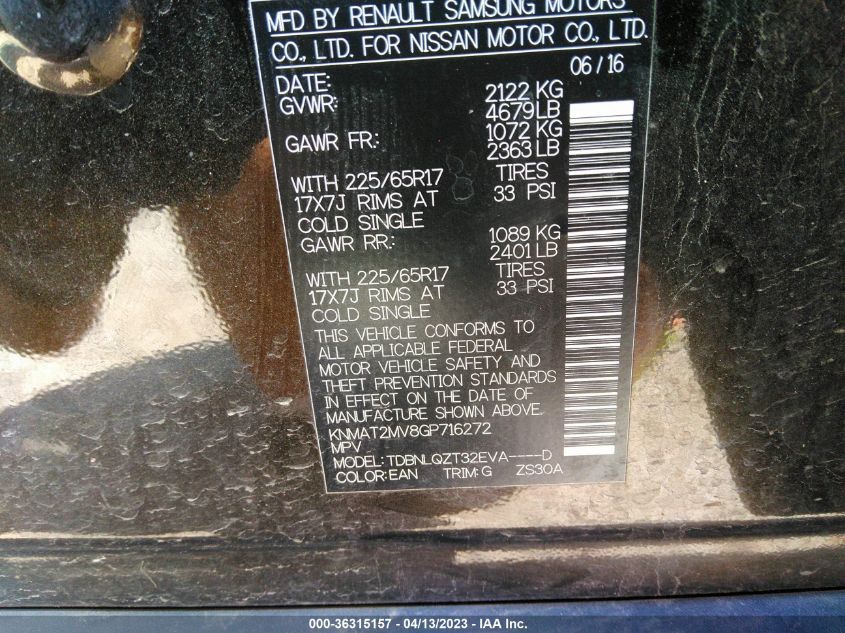 MFD BY RENAULT SAMSUNG MOTORS
CO., LTD. FOR NISSAN MOTOR CO., LTD.
DATE: 06/16
GVWR: 2122 KG
4679LB
GAWR FR: 1072 KG
2363 LB
WITH 225/65R17 TIRES
17X7J RIMS AT 33 PSI
COLD SINGLE
GAWR RR: 1089 KG
2401 LB
WITH 225/65R17 TIRES
17X7J RIMS AT 33 PSI
COLD SINGLE
THIS VEHICLE CONFORMS TO
ALL APPLICABLE FEDERAL
MOTOR VEHICLE SAFETY AND
THEFT PREVENTION STANDARDS
IN EFFECT ON THE DATE OF
MANUFACTURE SHOWN ABOVE.
KNMAT2MV8GP716272
MPV
MODEL: TDBNLQZT32EVA----D
COLOR: EAN TRIM: G ZS30A
000-36315157 - 04/13/2023 - IAA Inc.